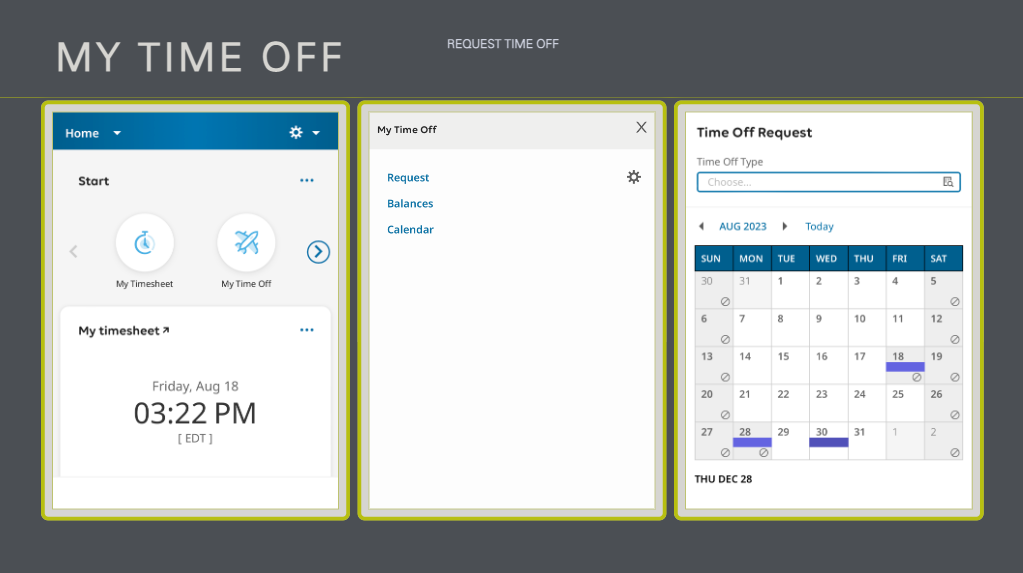 MY TIME OFF
REQUEST TIME OFF
Home
Start
My Timesheet
My Time Off
My timesheet
Friday, Aug 18
03:22 PM
[ EDT ]
My Time Off
X
Request
Balances
Calendar
Time Off Request
Time Off Type
Choose...
AUG 2023
Today
SUN MON TUE WED THU FRI SAT
30 31 1 2 3 4 5
6 7 8 9 10 11 12
13 14 15 16 17 18 19
20 21 22 23 24 25 26
27 28 29 30 31 1 2
THU DEC 28